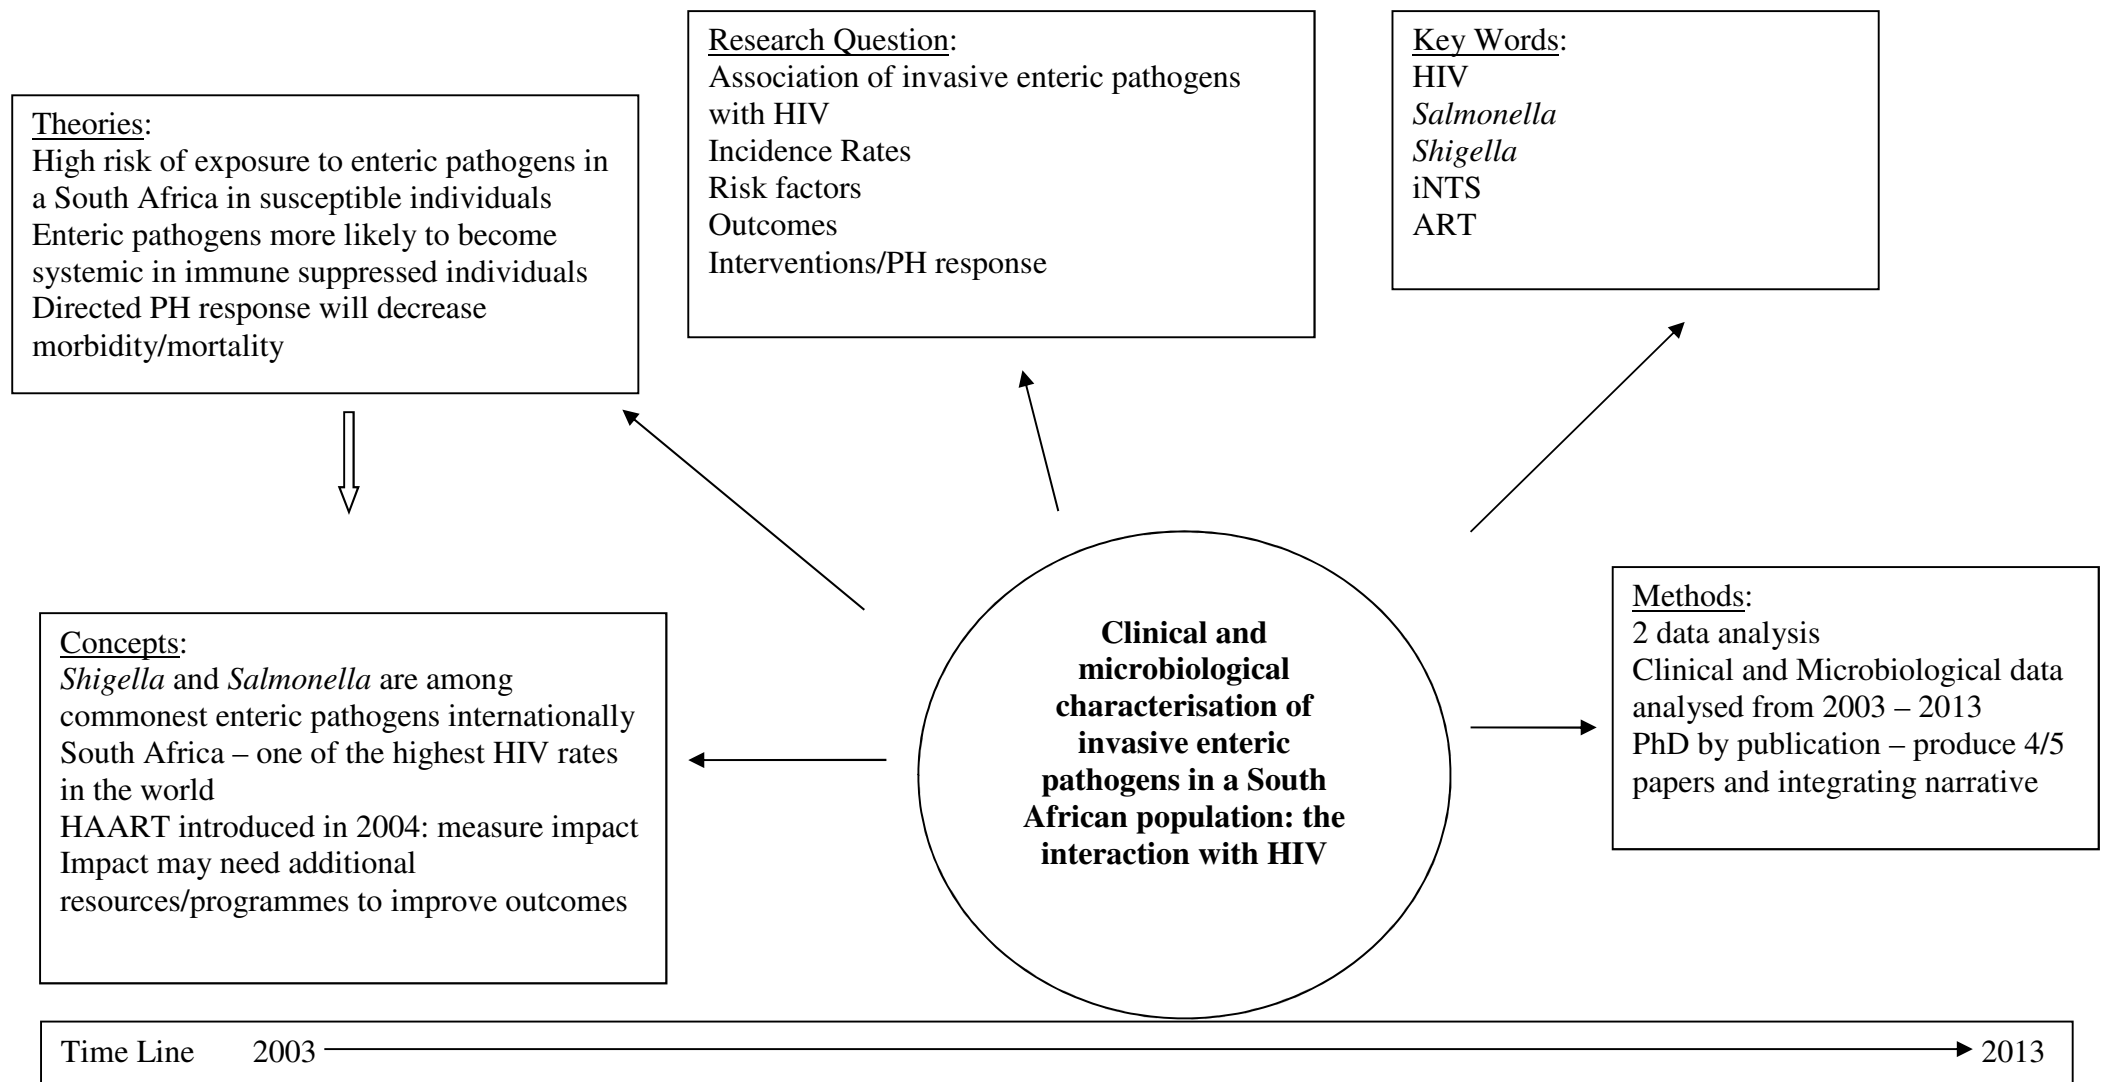 Theories:
High risk of exposure to enteric pathogens in
a South Africa in susceptible individuals
Enteric pathogens more likely to become
systemic in immune suppressed individuals
Directed PH response will decrease
morbidity/mortality
Research Question:
Association of invasive enteric pathogens
with HIV
Incidence Rates
Risk factors
Outcomes
Interventions/PH response
Key Words:
HIV
Salmonella
Shigella
iNTS
ART
Concepts:
Shigella and Salmonella are among
commonest enteric pathogens internationally
South Africa – one of the highest HIV rates
in the world
HAART introduced in 2004: measure impact
Impact may need additional
resources/programmes to improve outcomes
Clinical and
microbiological
characterisation of
invasive enteric
pathogens in a South
African population: the
interaction with HIV
Methods:
2 data analysis
Clinical and Microbiological data
analysed from 2003 – 2013
PhD by publication – produce 4/5
papers and integrating narrative
Time Line 2003 2013